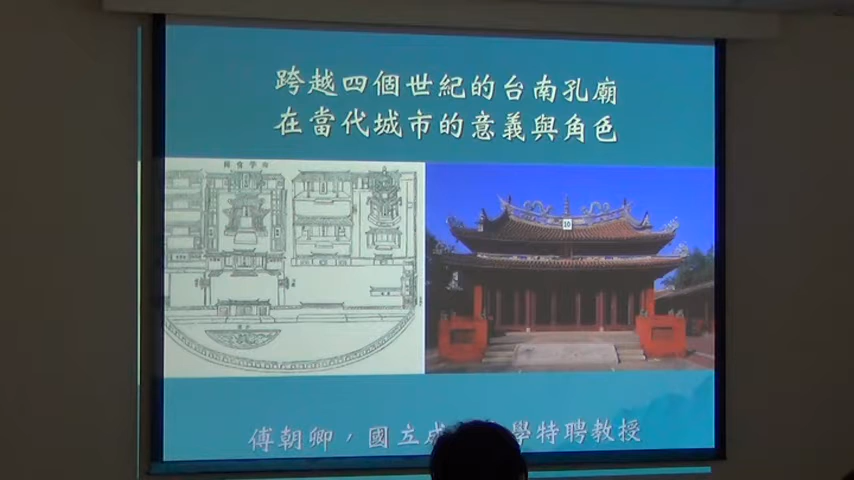 跨越四個世紀的台南孔廟
在當代城市的意義與角色
10
傅朝卿，國立成 學特聘教授